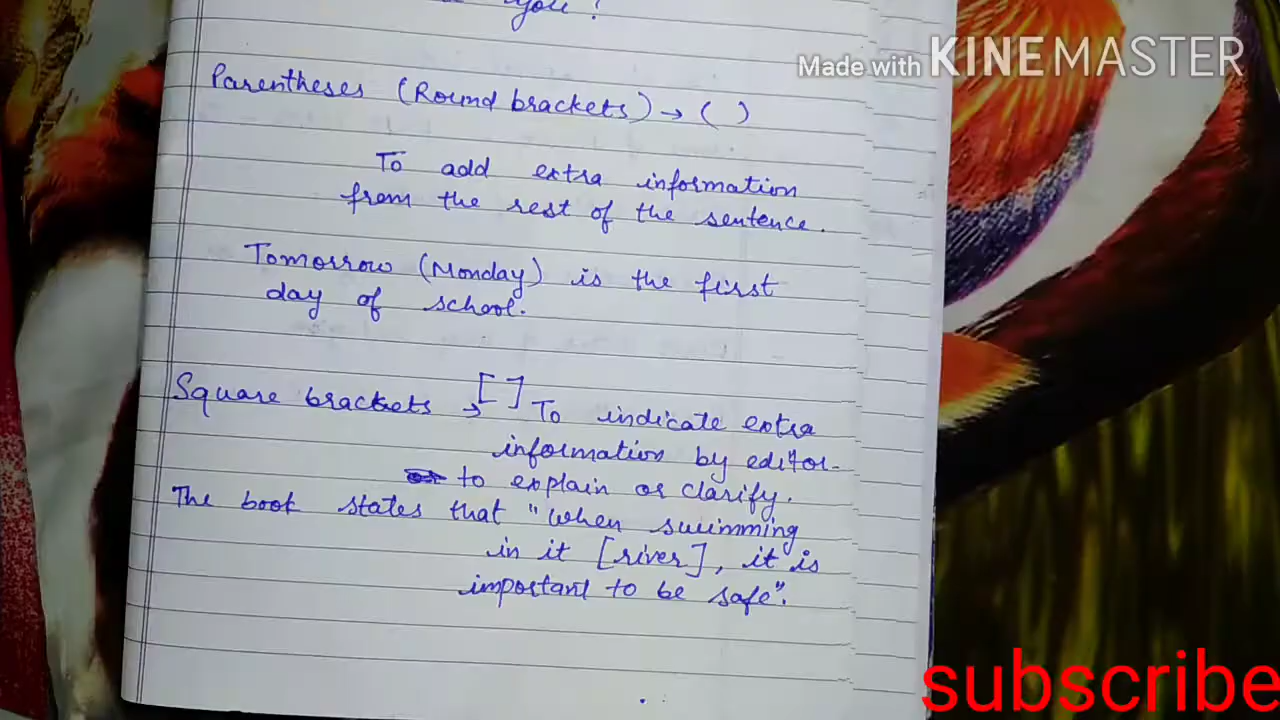 you!
Made with KINEMASTER
Parentheses (Round brackets) → ( )
To add extra information
from the rest of the sentence.
Tomorrow (Monday) is the first
day of school.
Square brackets → [ ] To indicate extra
information by editor
to explain or clarify.
The book states that "when swimming
in it [river], it is
important to be safe".
subscribe